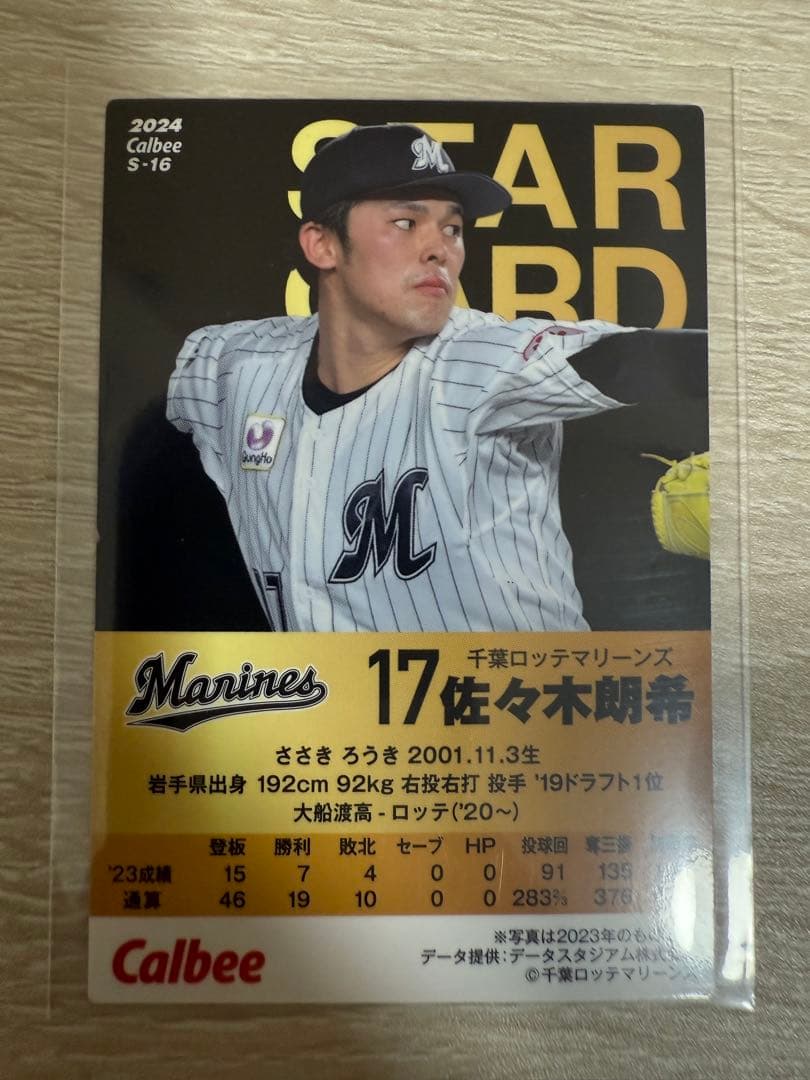 2024
Calbee
S-16
STAR
CARD
M
GungHo
M
17
Marines
千葉ロッテマリーンズ
17 佐々木朗希
ささき ろうき 2001.11.3生
岩手県出身 192cm 92kg 右投右打 投手 '19ドラフト1位
大船渡高 - ロッテ('20〜)
登板 勝利 敗北 セーブ HP 投球回 奪三振
'23成績 15 7 4 0 0 91 135
通算 46 19 10 0 0 283⅔ 376
Calbee
※写真は2023年のもの
データ提供:データスタジアム株式
©千葉ロッテマリーンズ